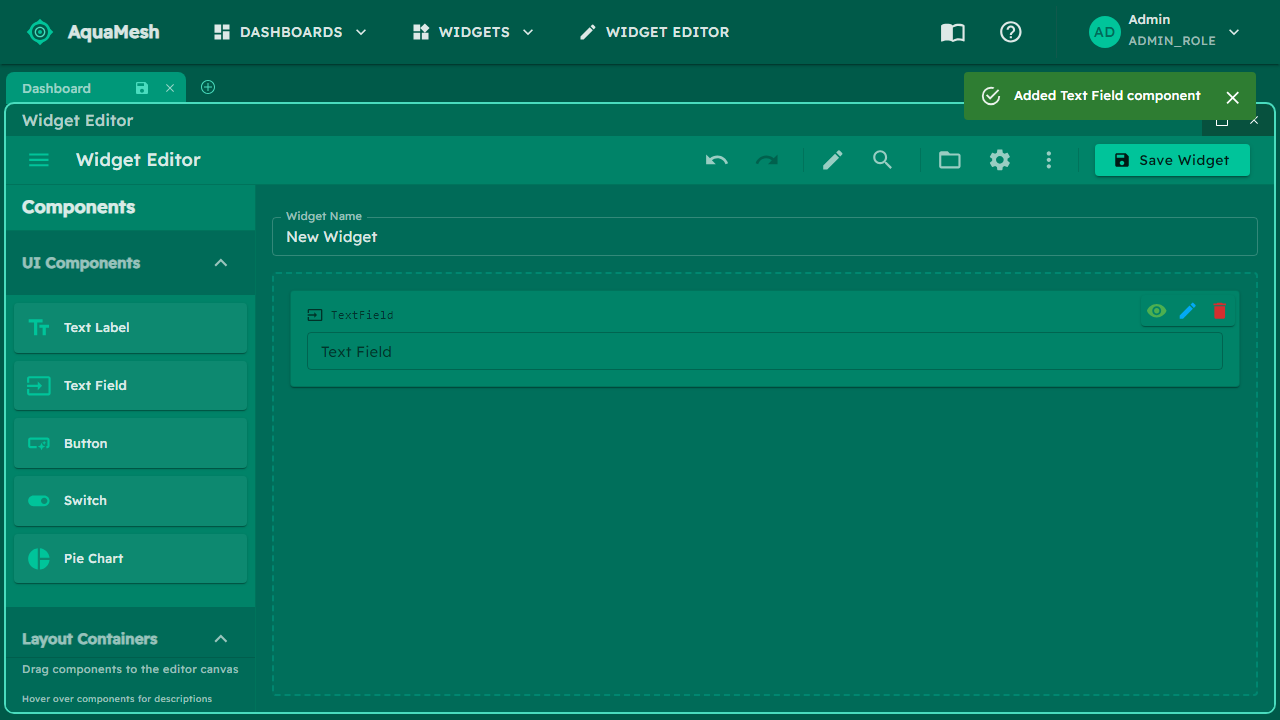 AquaMesh
DASHBOARDS
WIDGETS
WIDGET EDITOR
AD
Admin
ADMIN_ROLE
Dashboard
Added Text Field component
Widget Editor
Widget Editor
Save Widget
Components
UI Components
Text Label
Text Field
Button
Switch
Pie Chart
Layout Containers
Drag components to the editor canvas
Hover over components for descriptions
Widget Name
New Widget
TextField
Text Field